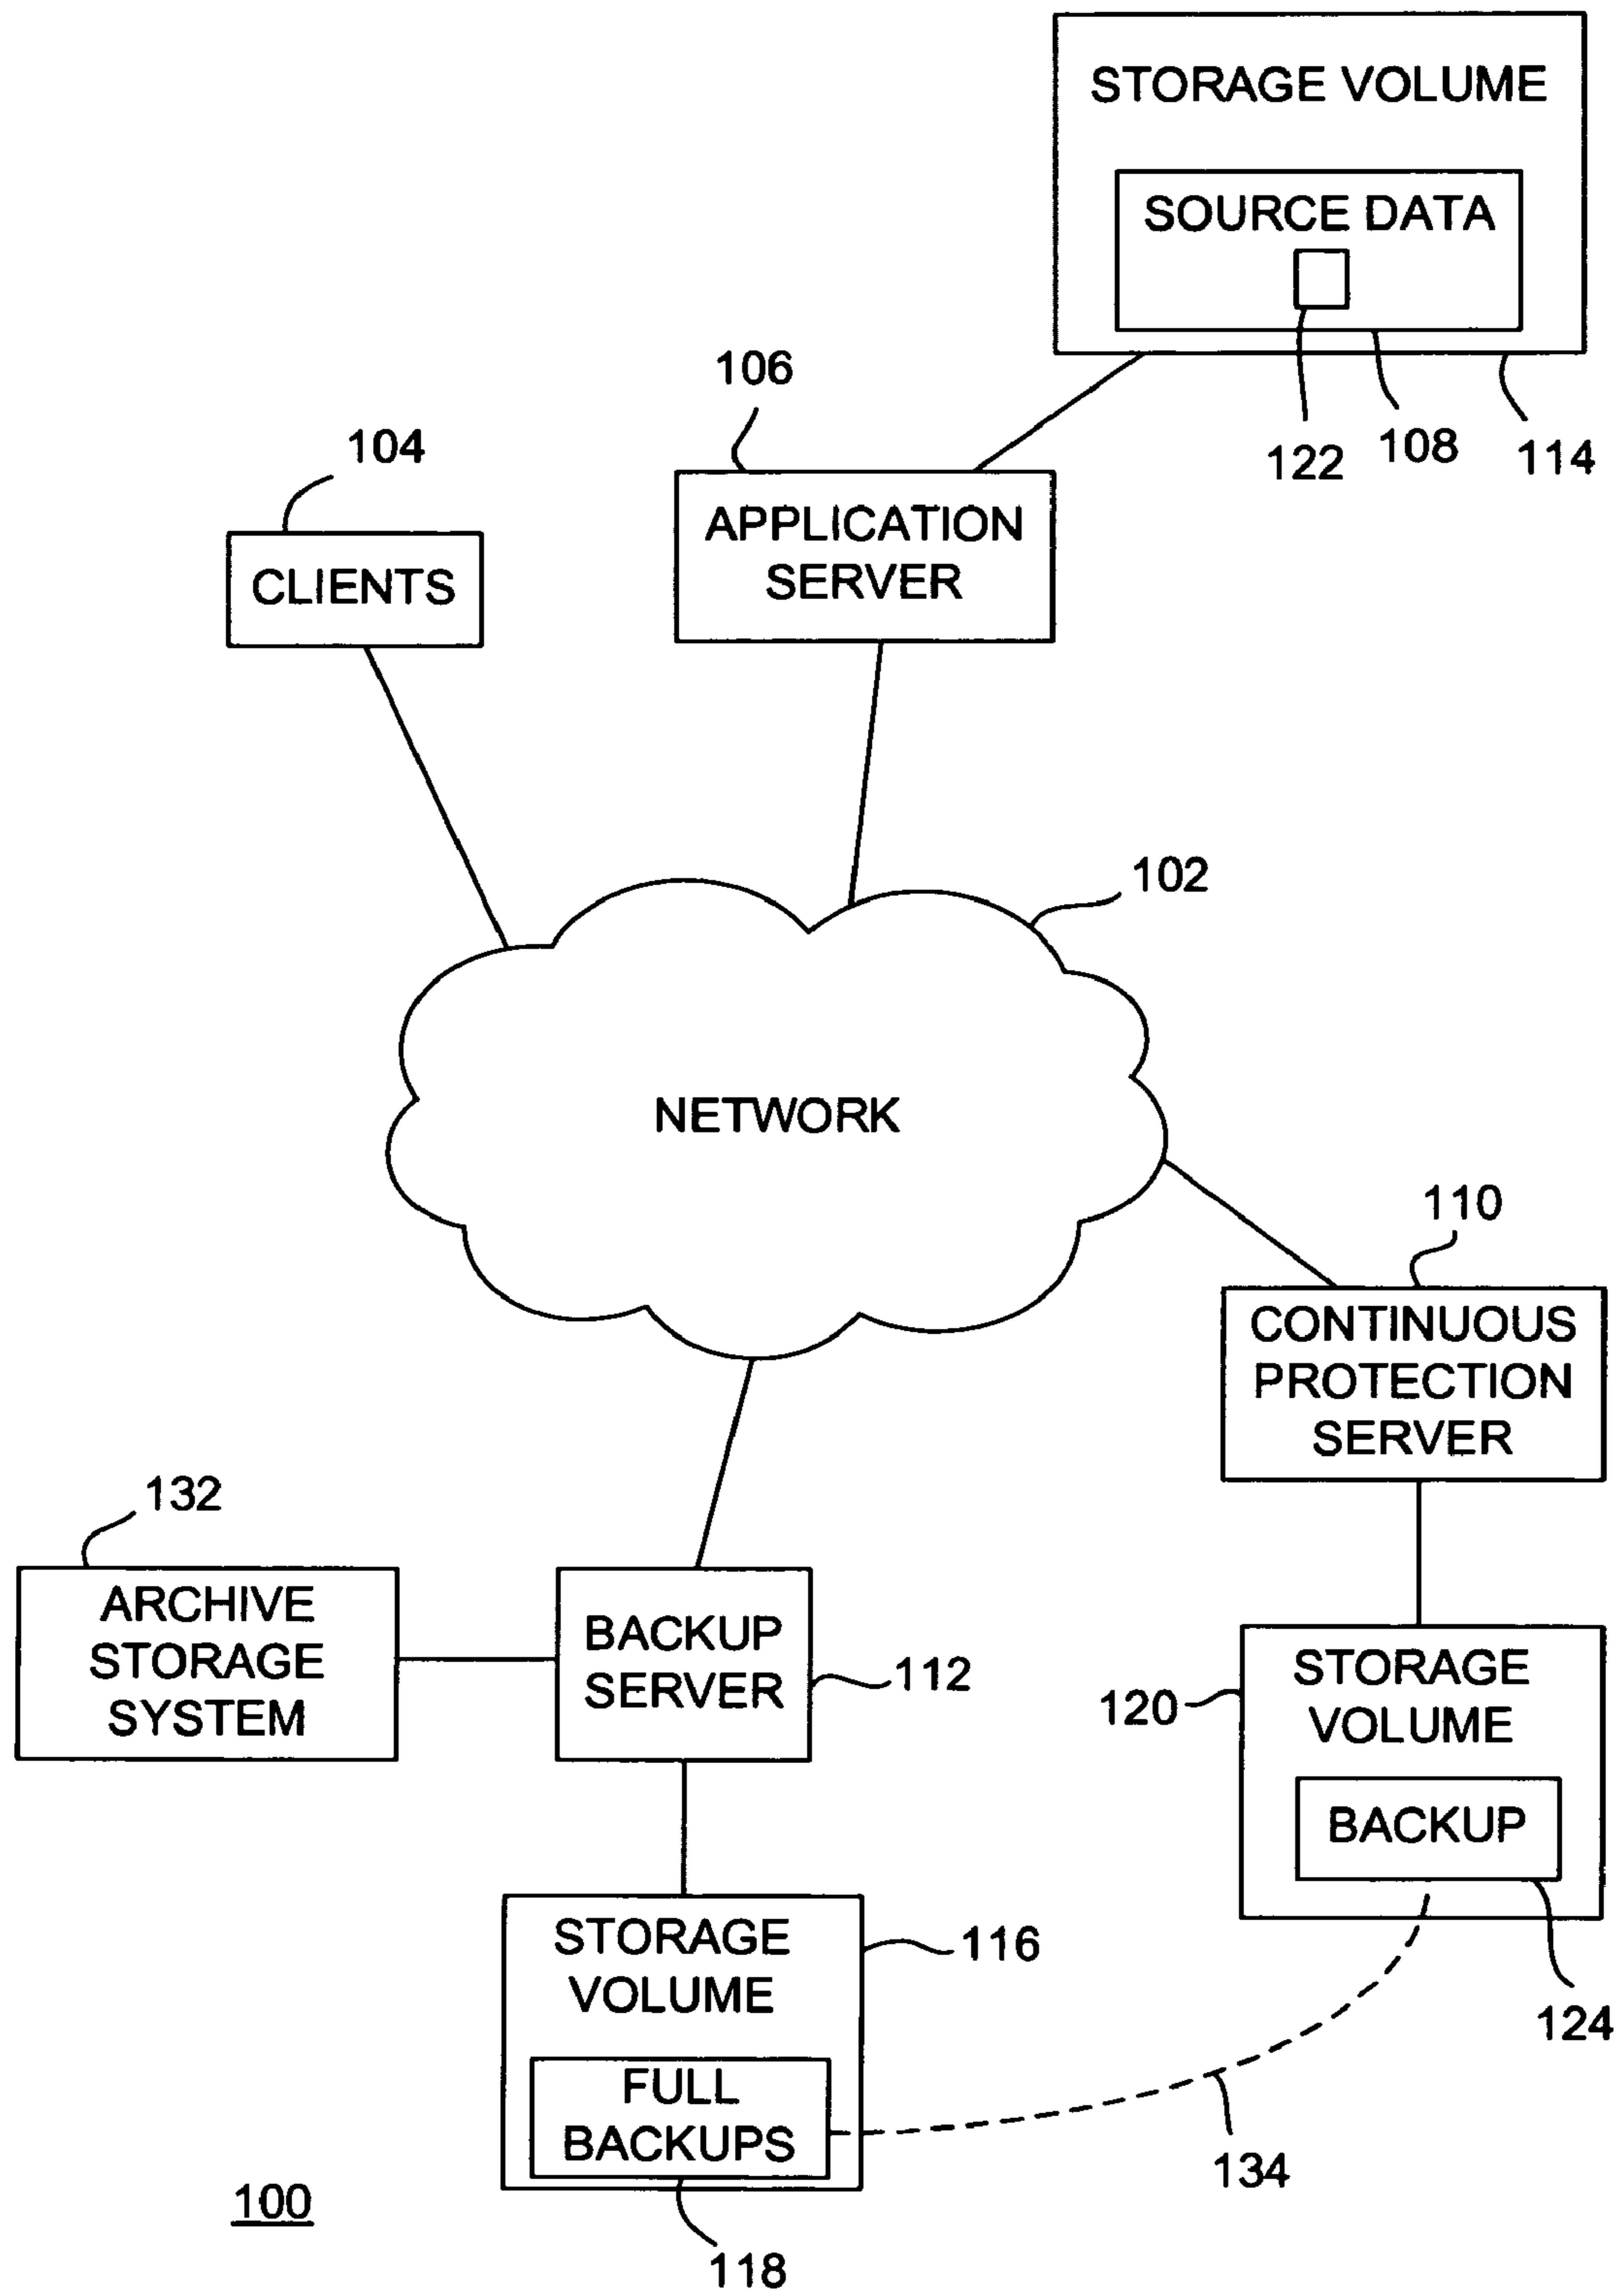 STORAGE VOLUME
SOURCE DATA
122
108
114
106
APPLICATION
SERVER
104
CLIENTS
102
NETWORK
110
CONTINUOUS
PROTECTION
SERVER
132
ARCHIVE
STORAGE
SYSTEM
BACKUP
SERVER
112
120
STORAGE
VOLUME
BACKUP
124
STORAGE
VOLUME
116
FULL
BACKUPS
134
118
100